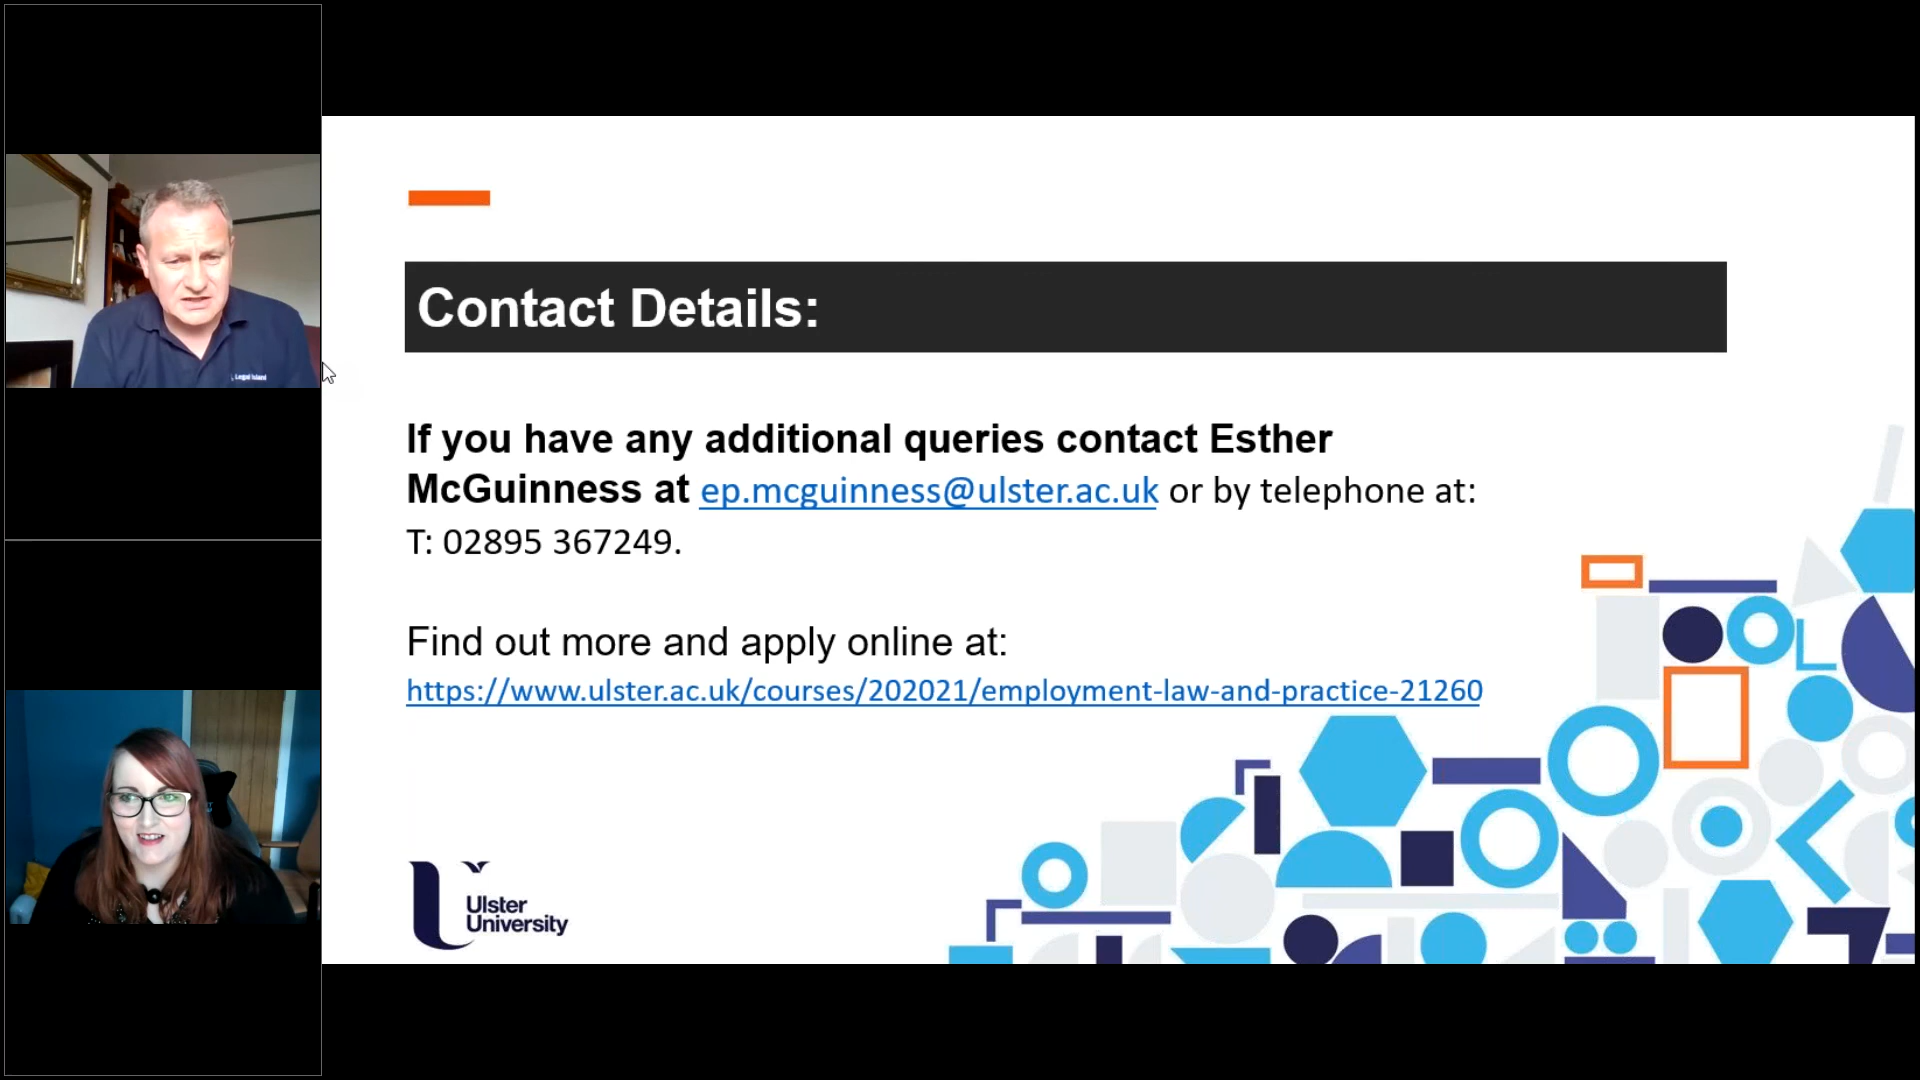 Contact Details:
If you have any additional queries contact Esther
McGuinness at ep.mcguinness@ulster.ac.uk or by telephone at:
T: 02895 367249.
Find out more and apply online at:
https://www.ulster.ac.uk/courses/202021/employment-law-and-practice-21260
Ulster
University
Legal Island